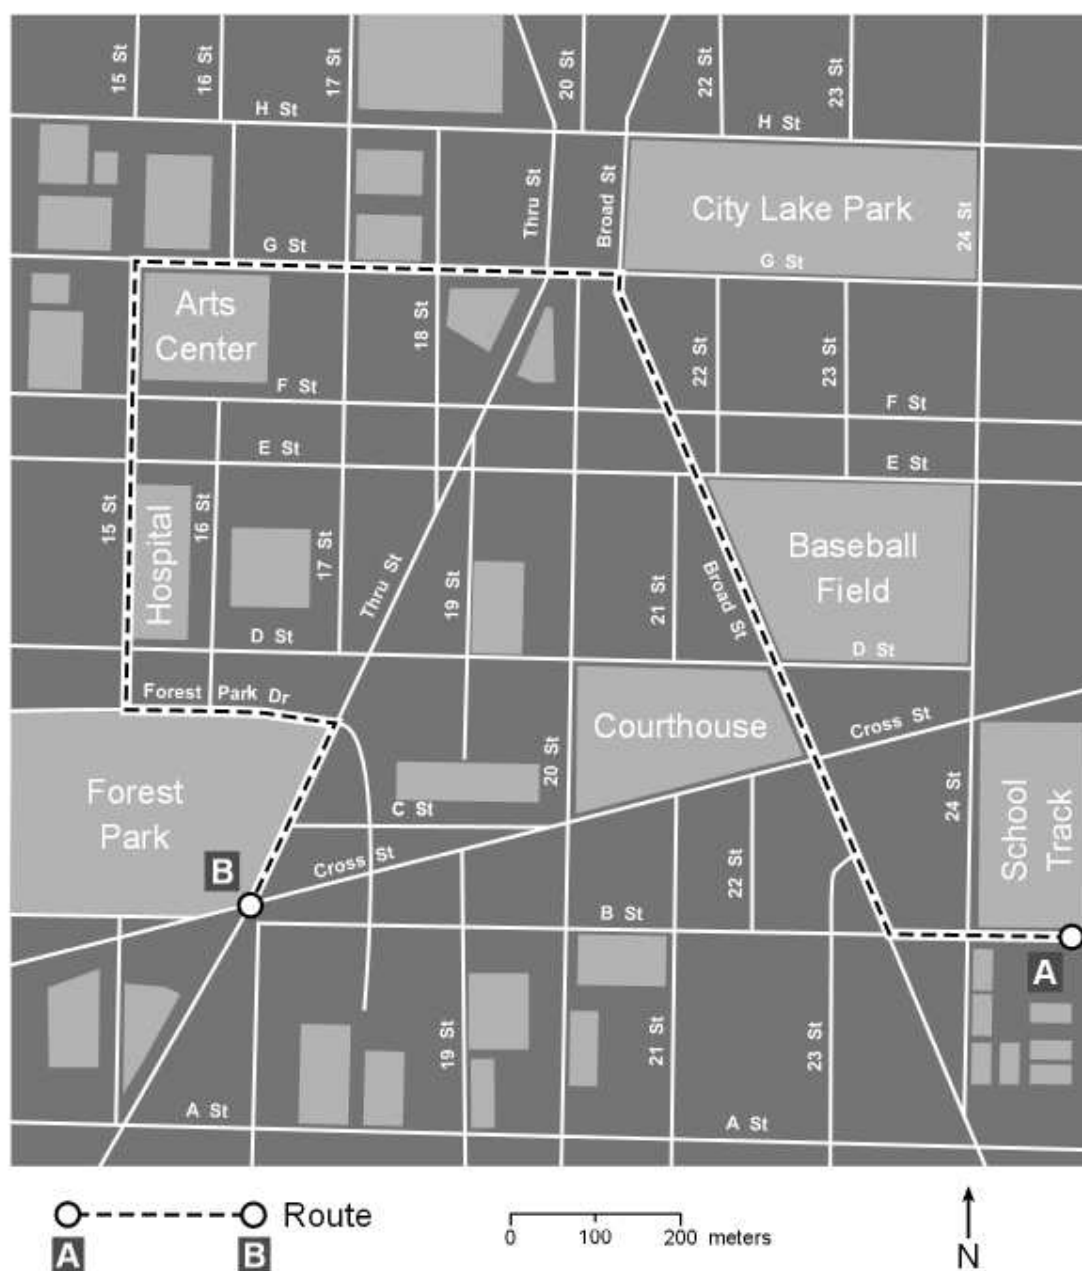 15 St
16 St
17 St
20 St
22 St
23 St
H St
H St
Thru St
Broad St
City Lake Park
24 St
G St
G St
Arts
Center
18 St
22 St
23 St
F St
F St
E St
E St
15 St
Hospital
16 St
17 St
Thru St
19 St
21 St
Broad St
Baseball
Field
D St
D St
Forest Park Dr
Courthouse
Cross St
20 St
24 St
School
Track
Forest
Park
C St
Cross St
B
22 St
B St
A
19 St
21 St
23 St
A St
A St
Route
A
B
0 100 200 meters
N